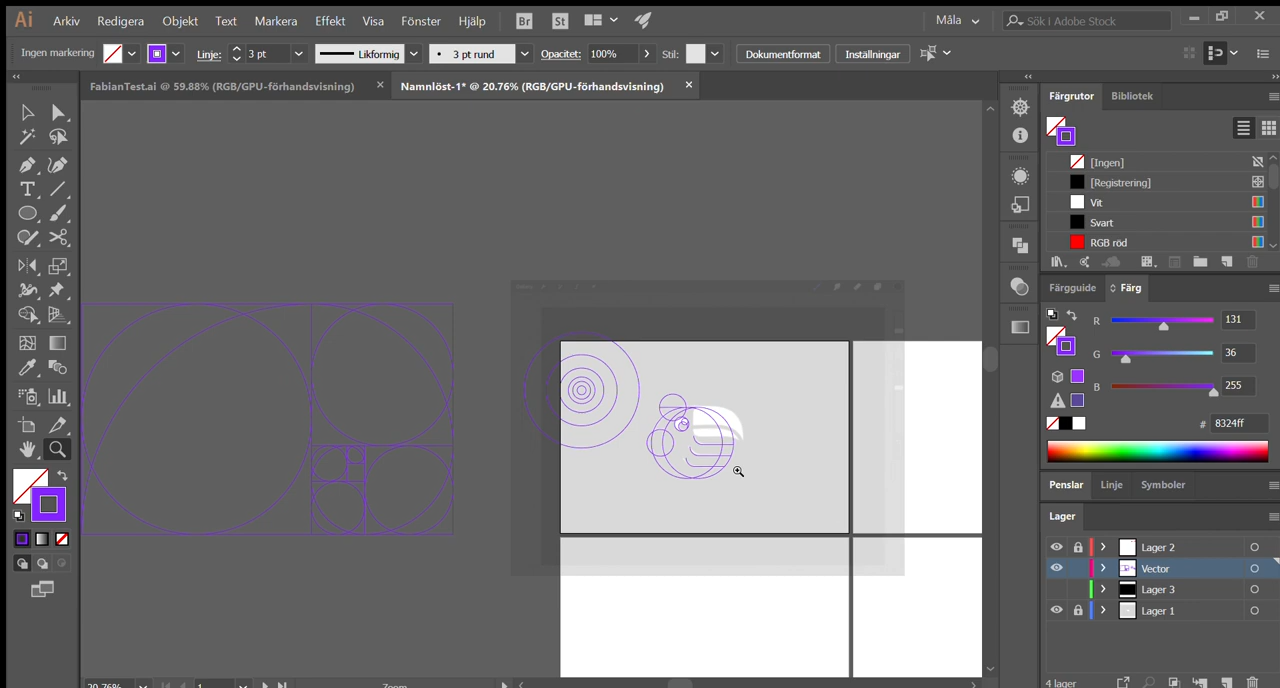 Ai Arkiv Redigera Objekt Text Markera Effekt Visa Fönster Hjälp Br St Måla Sök i Adobe Stock
Ingen markering Linje: 3 pt Likformig 3 pt rund Opacitet: 100% Stil: Dokumentformat Inställningar
FabianTest.ai @ 59.88% (RGB/GPU-förhandsvisning) × Namnlöst-1* @ 20.76% (RGB/GPU-förhandsvisning) ×
Färgrutor Bibliotek
[Ingen]
[Registrering]
Vit
Svart
RGB röd
Färgguide Färg
R 131
G 36
B 255
# 8324ff
Penslar Linje Symboler
Lager
Lager 2
Vector
Lager 3
Lager 1
4 lager
20.76% 1 Zoom